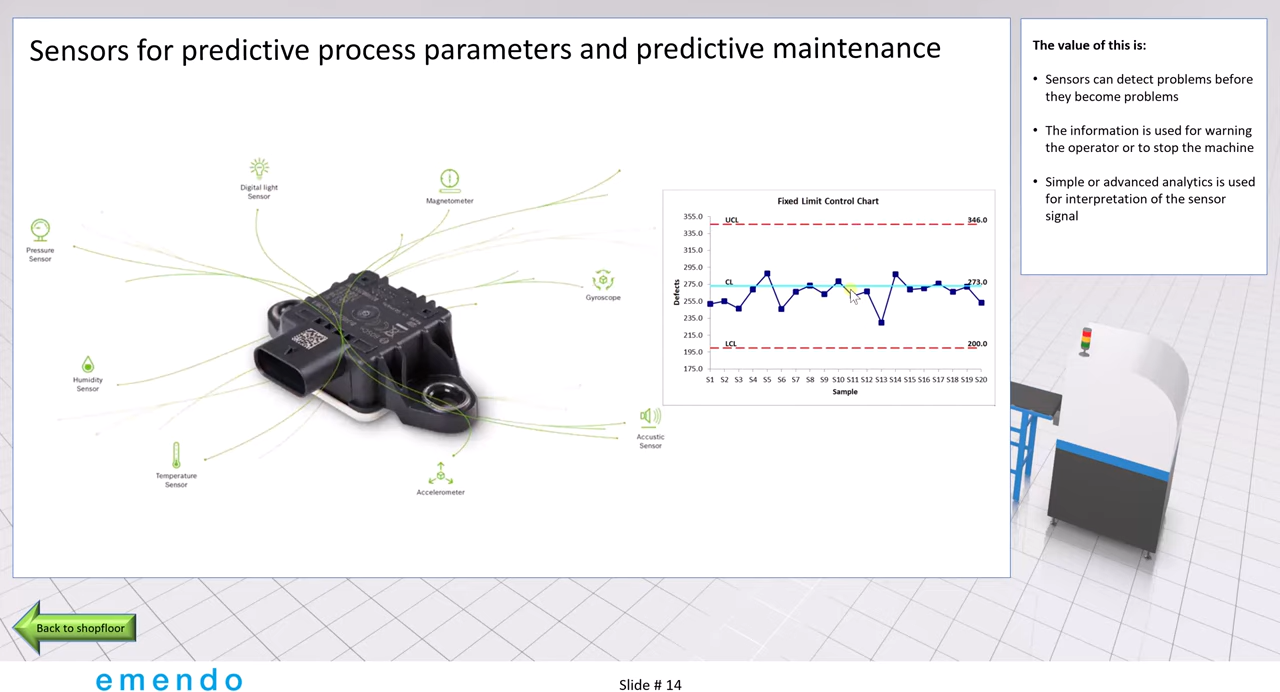 Sensors for predictive process parameters and predictive maintenance
The value of this is:
• Sensors can detect problems before
they become problems
• The information is used for warning
the operator or to stop the machine
• Simple or advanced analytics is used
for interpretation of the sensor
signal
Digital light
Sensor
Magnetometer
Pressure
Sensor
Gyroscope
Humidity
Sensor
Accustic
Sensor
Temperature
Sensor
Accelerometer
Fixed Limit Control Chart
355.0
335.0
315.0
295.0
275.0
255.0
235.0
215.0
195.0
175.0
Defects
UCL
346.0
CL
273.0
LCL
200.0
S1 S2 S3 S4 S5 S6 S7 S8 S9 S10 S11 S12 S13 S14 S15 S16 S17 S18 S19 S20
Sample
Back to shopfloor
emendo
Slide # 14